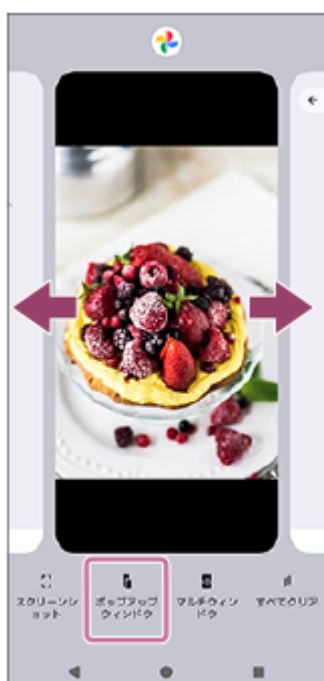 スクリーンシ
ョット
ポップアップ
ウィンドウ
マルチウィン
ドウ
すべてクリア